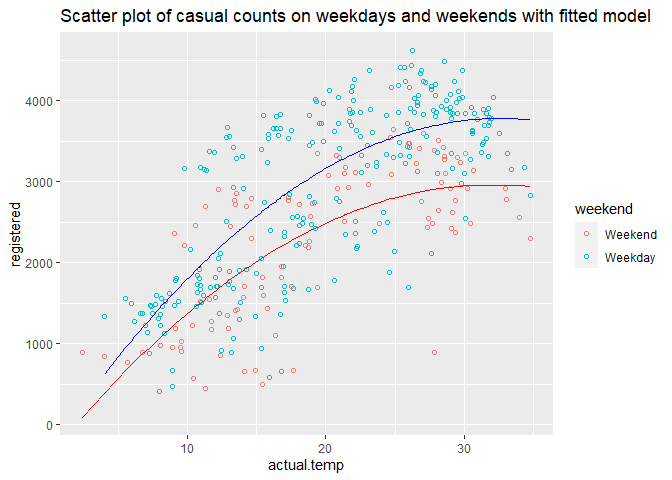 Scatter plot of casual counts on weekdays and weekends with fitted model
4000
3000
2000
1000
0
registered
10
20
30
actual.temp
weekend
Weekend
Weekday